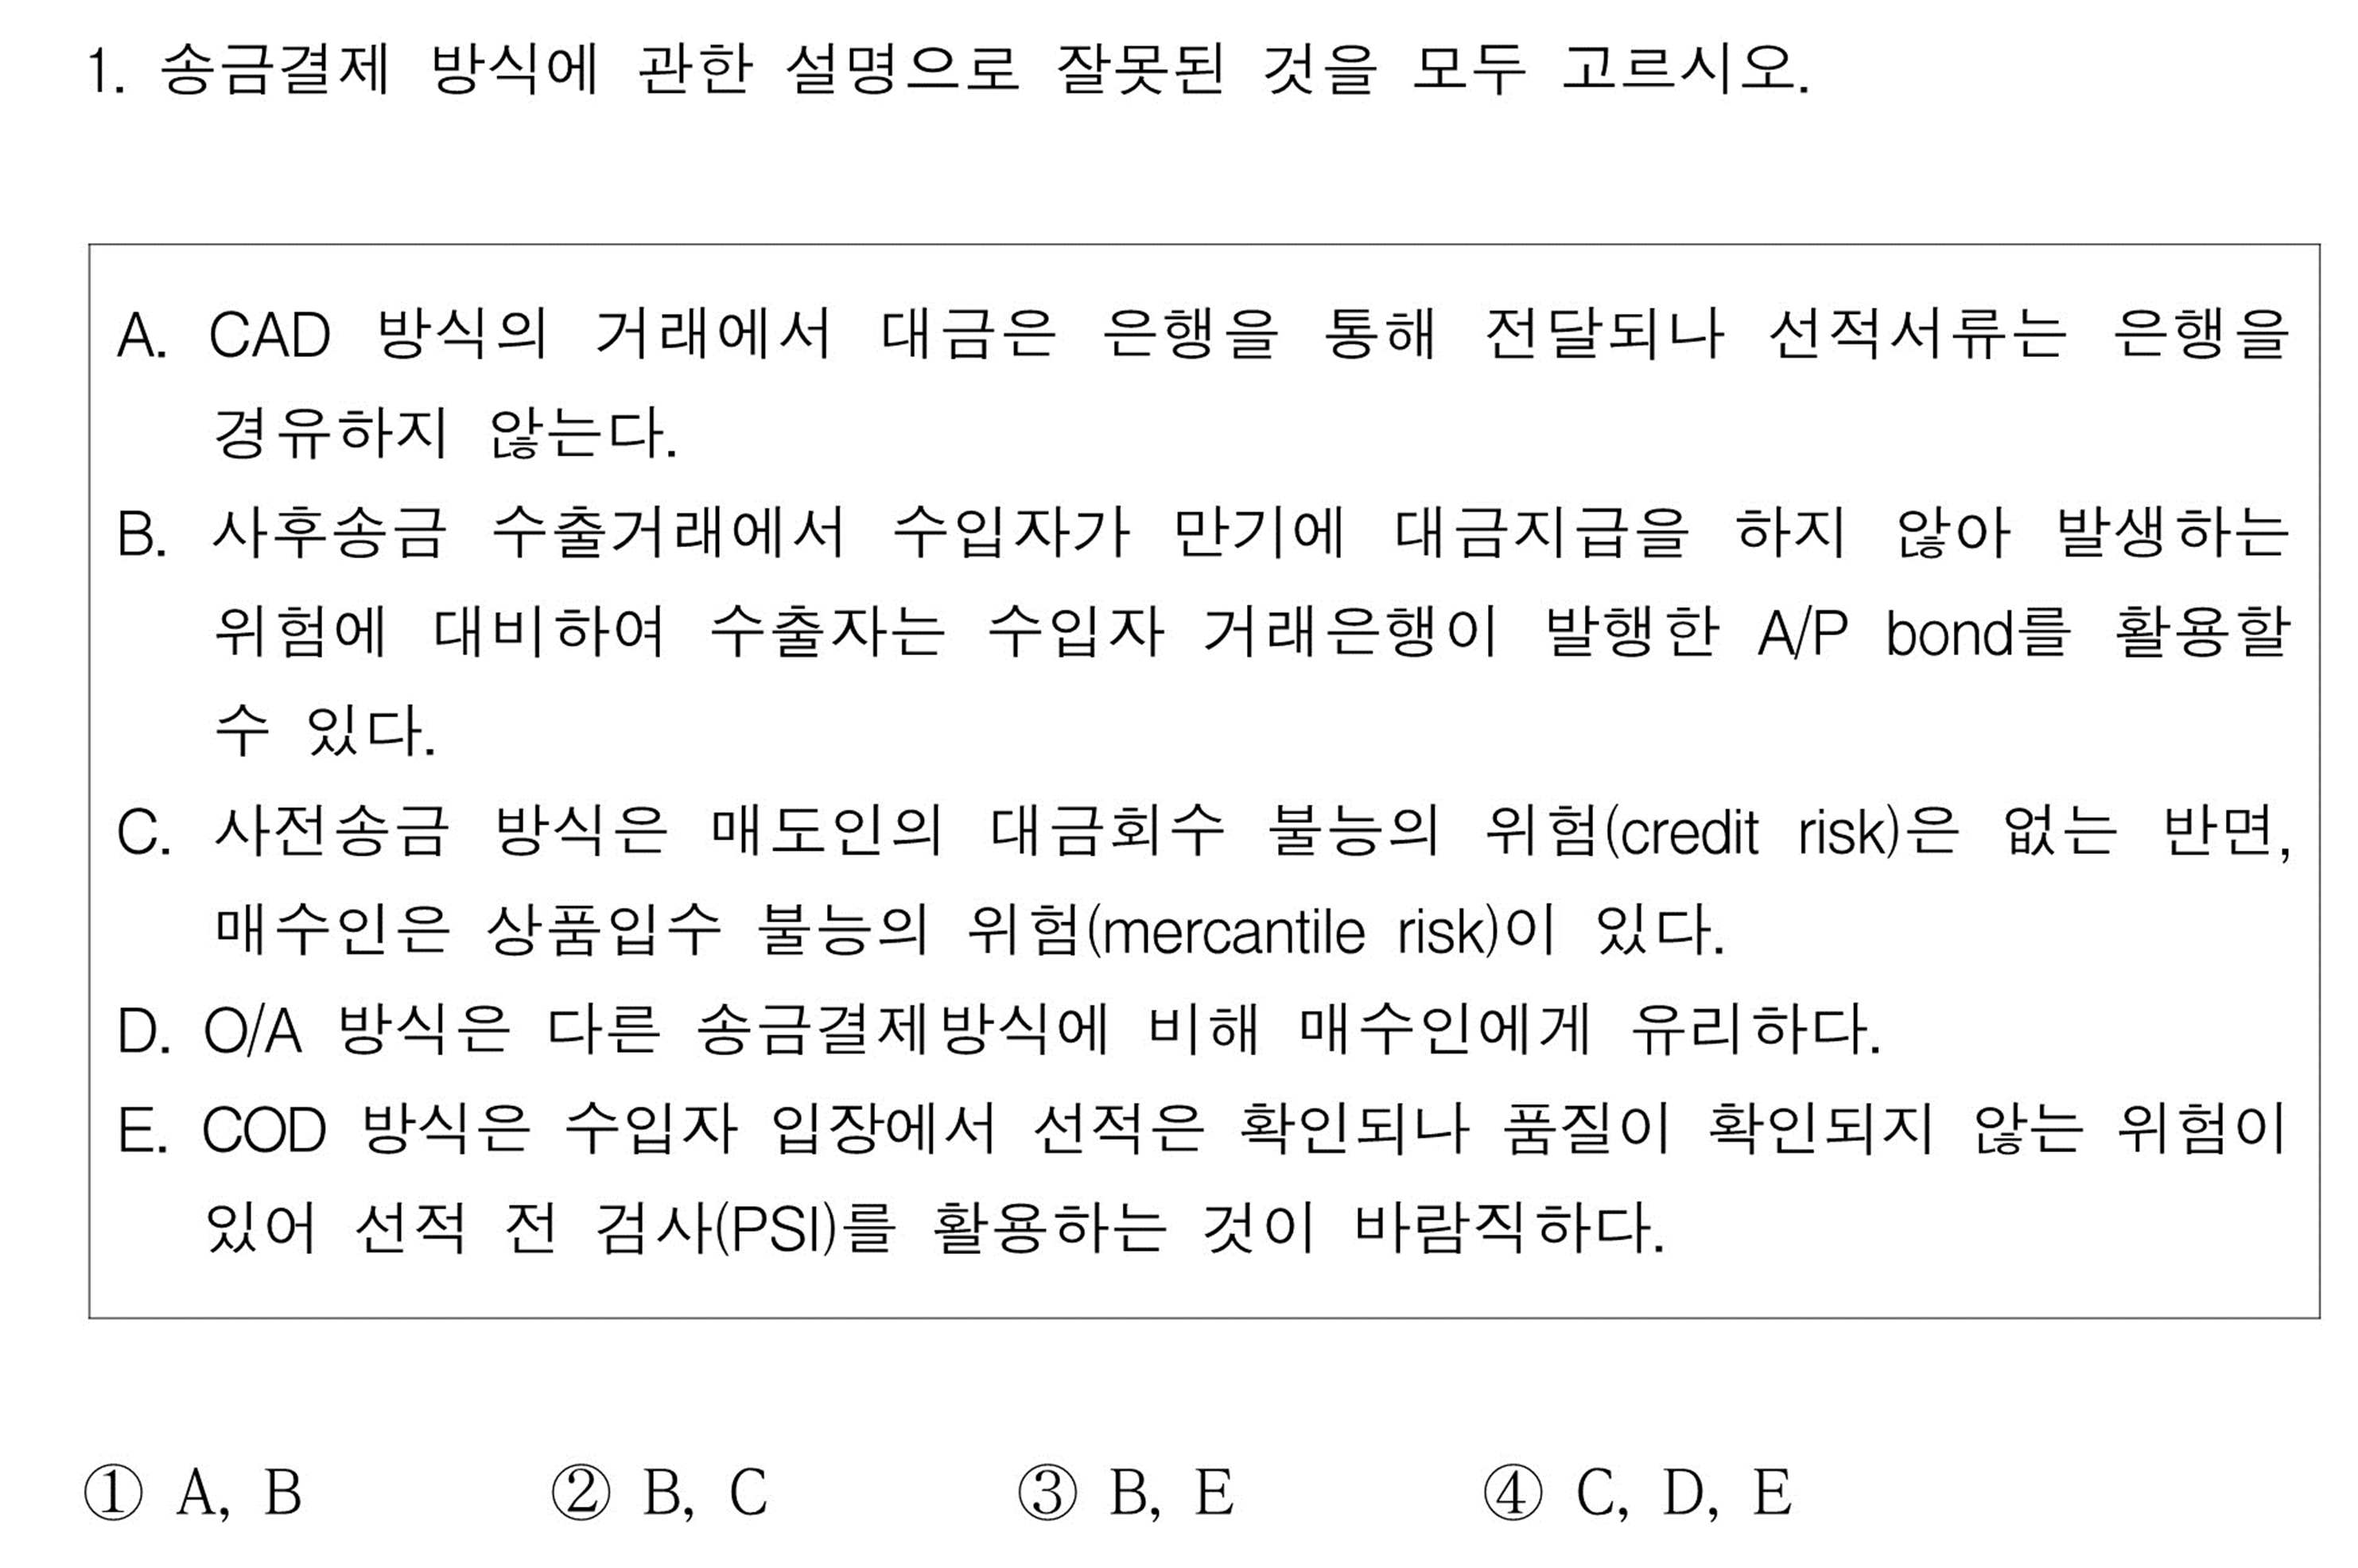 1. 송금결제 방식에 관한 설명으로 잘못된 것을 모두 고르시오.
A. CAD 방식의 거래에서 대금은 은행을 통해 전달되나 선적서류는 은행을
경유하지 않는다.
B. 사후송금 수출거래에서 수입자가 만기에 대금지급을 하지 않아 발생하는
위험에 대비하여 수출자는 수입자 거래은행이 발행한 A/P bond를 활용할
수 있다.
C. 사전송금 방식은 매도인의 대금회수 불능의 위험(credit risk)은 없는 반면,
매수인은 상품입수 불능의 위험(mercantile risk)이 있다.
D. O/A 방식은 다른 송금결제방식에 비해 매수인에게 유리하다.
E. COD 방식은 수입자 입장에서 선적은 확인되나 품질이 확인되지 않는 위험이
있어 선적 전 검사(PSI)를 활용하는 것이 바람직하다.
① A, B ② B, C ③ B, E ④ C, D, E